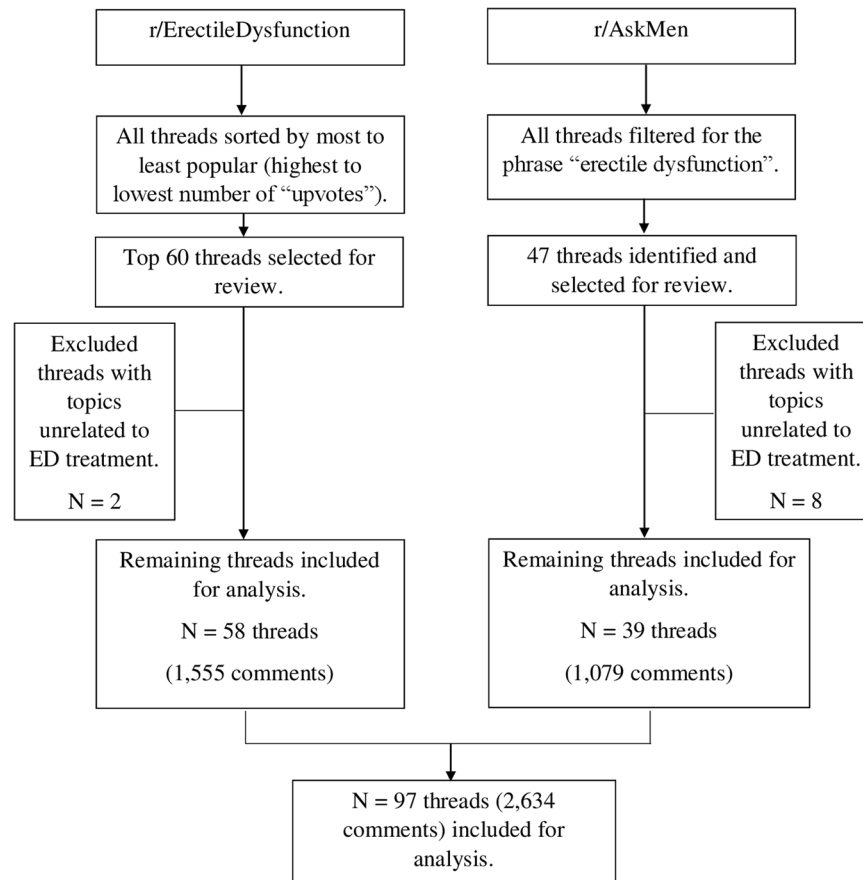 r/ErectileDysfunction
All threads sorted by most to
least popular (highest to
lowest number of “upvotes”).
Top 60 threads selected for
review.
Excluded
threads with
topics
unrelated to
ED treatment.
N = 2
Remaining threads included
for analysis.
N = 58 threads
(1,555 comments)
r/AskMen
All threads filtered for the
phrase “erectile dysfunction”.
47 threads identified and
selected for review.
Excluded
threads with
topics
unrelated to
ED treatment.
N = 8
Remaining threads included for
analysis.
N = 39 threads
(1,079 comments)
N = 97 threads (2,634
comments) included for
analysis.